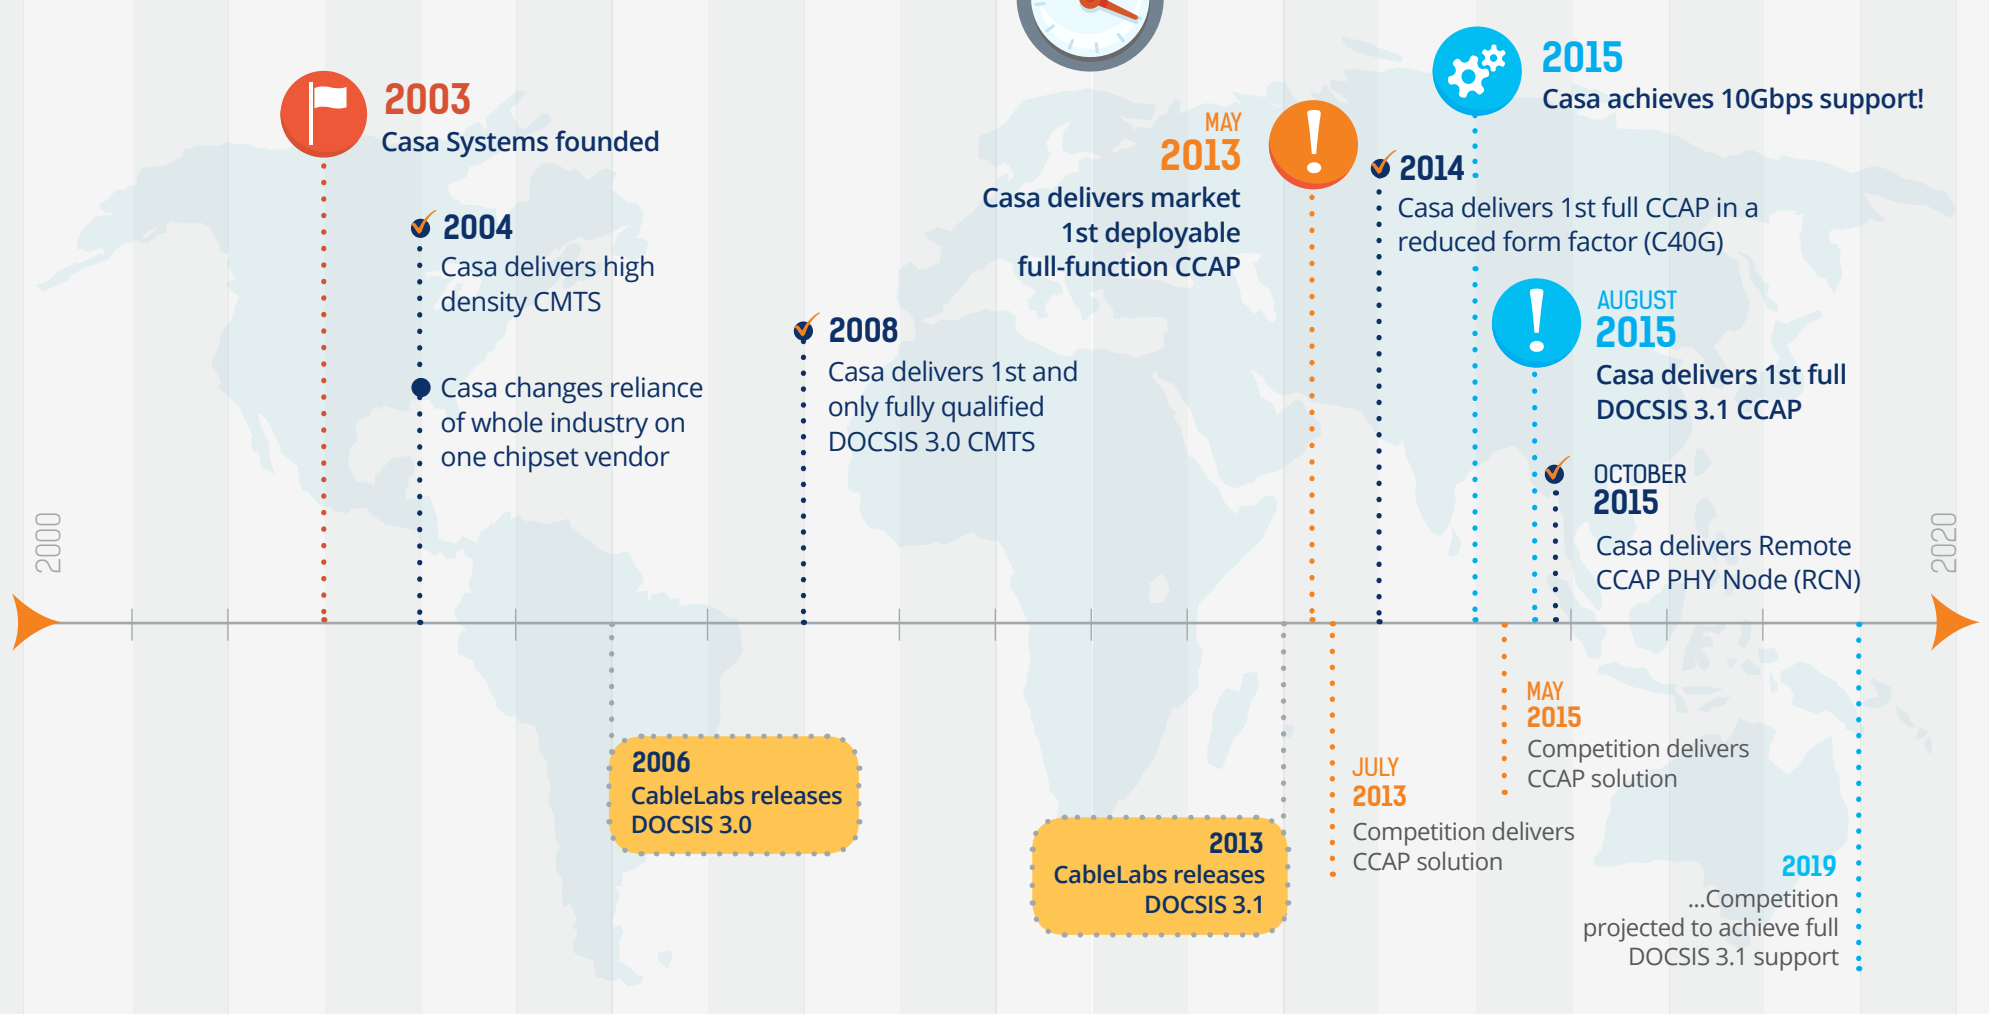 2003
Casa Systems founded
2004
Casa delivers high
density CMTS
Casa changes reliance
of whole industry on
one chipset vendor
2008
Casa delivers 1st and
only fully qualified
DOCSIS 3.0 CMTS
MAY
2013
Casa delivers market
1st deployable
full-function CCAP
2014
Casa delivers 1st full CCAP in a
reduced form factor (C40G)
2015
Casa achieves 10Gbps support!
AUGUST
2015
Casa delivers 1st full
DOCSIS 3.1 CCAP
OCTOBER
2015
Casa delivers Remote
CCAP PHY Node (RCN)
2000
2020
2006
CableLabs releases
DOCSIS 3.0
2013
CableLabs releases
DOCSIS 3.1
JULY
2013
Competition delivers
CCAP solution
MAY
2015
Competition delivers
CCAP solution
2019
...Competition
projected to achieve full
DOCSIS 3.1 support